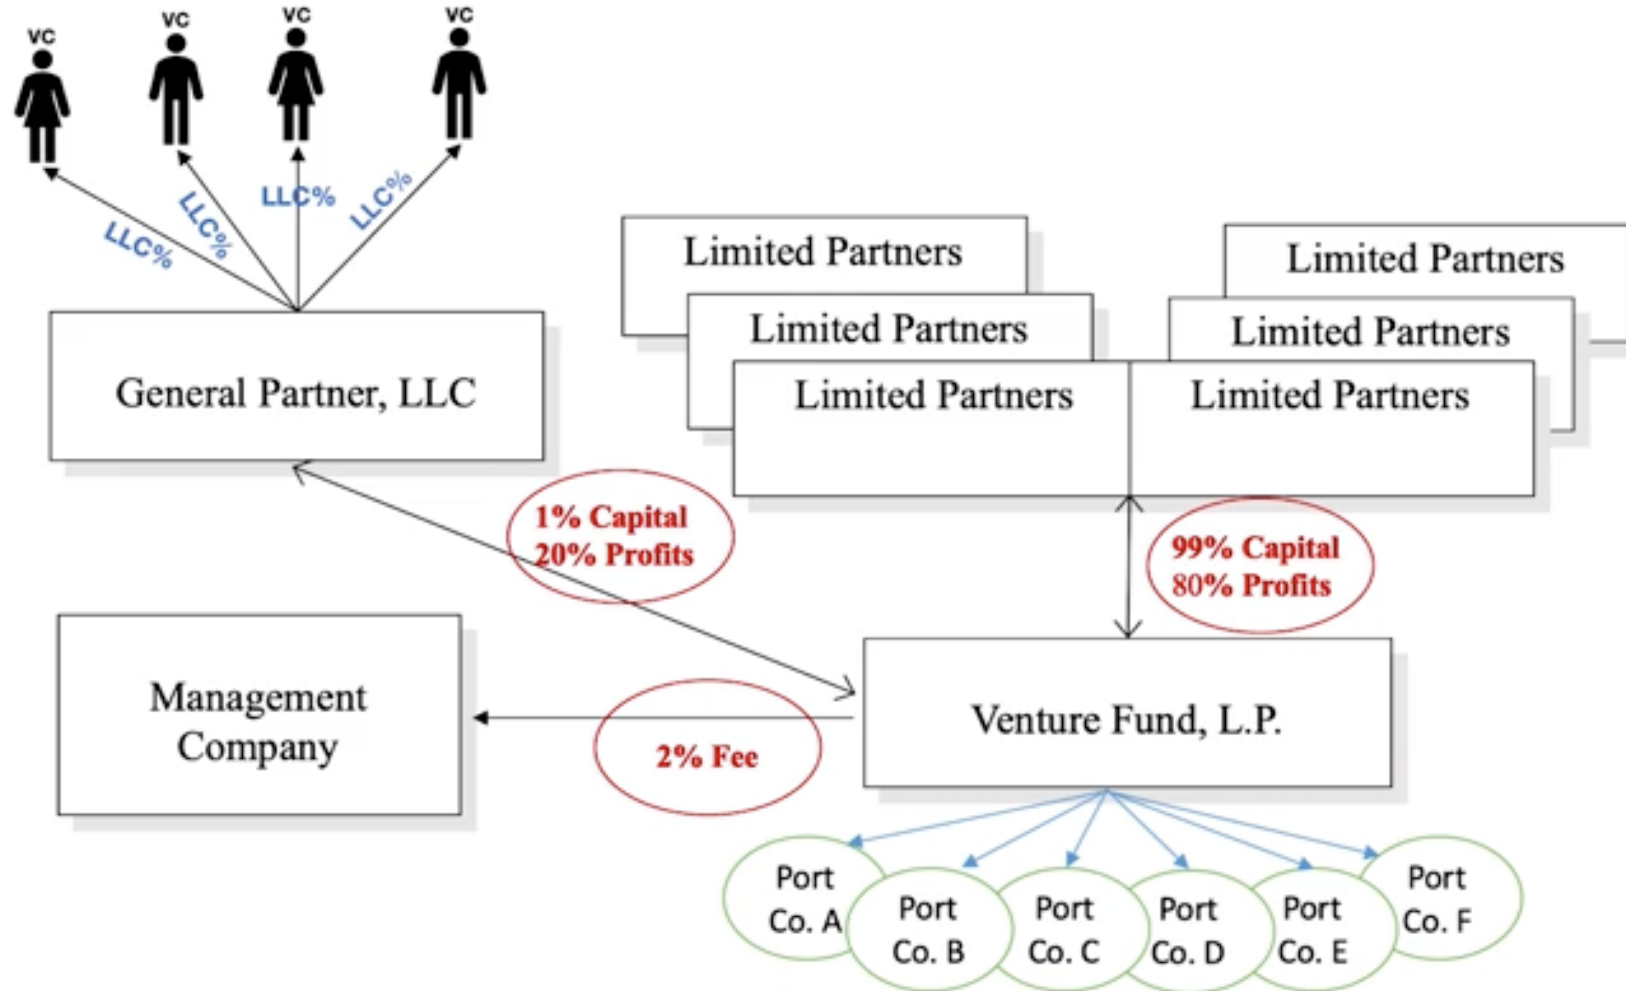 VC
VC
VC
VC
LLC%
LLC%
LLC%
LLC%
General Partner, LLC
Limited Partners
Limited Partners
Limited Partners
Limited Partners
Limited Partners
Limited Partners
1% Capital
20% Profits
99% Capital
80% Profits
Management
Company
2% Fee
Venture Fund, L.P.
Port
Co. A
Port
Co. B
Port
Co. C
Port
Co. D
Port
Co. E
Port
Co. F